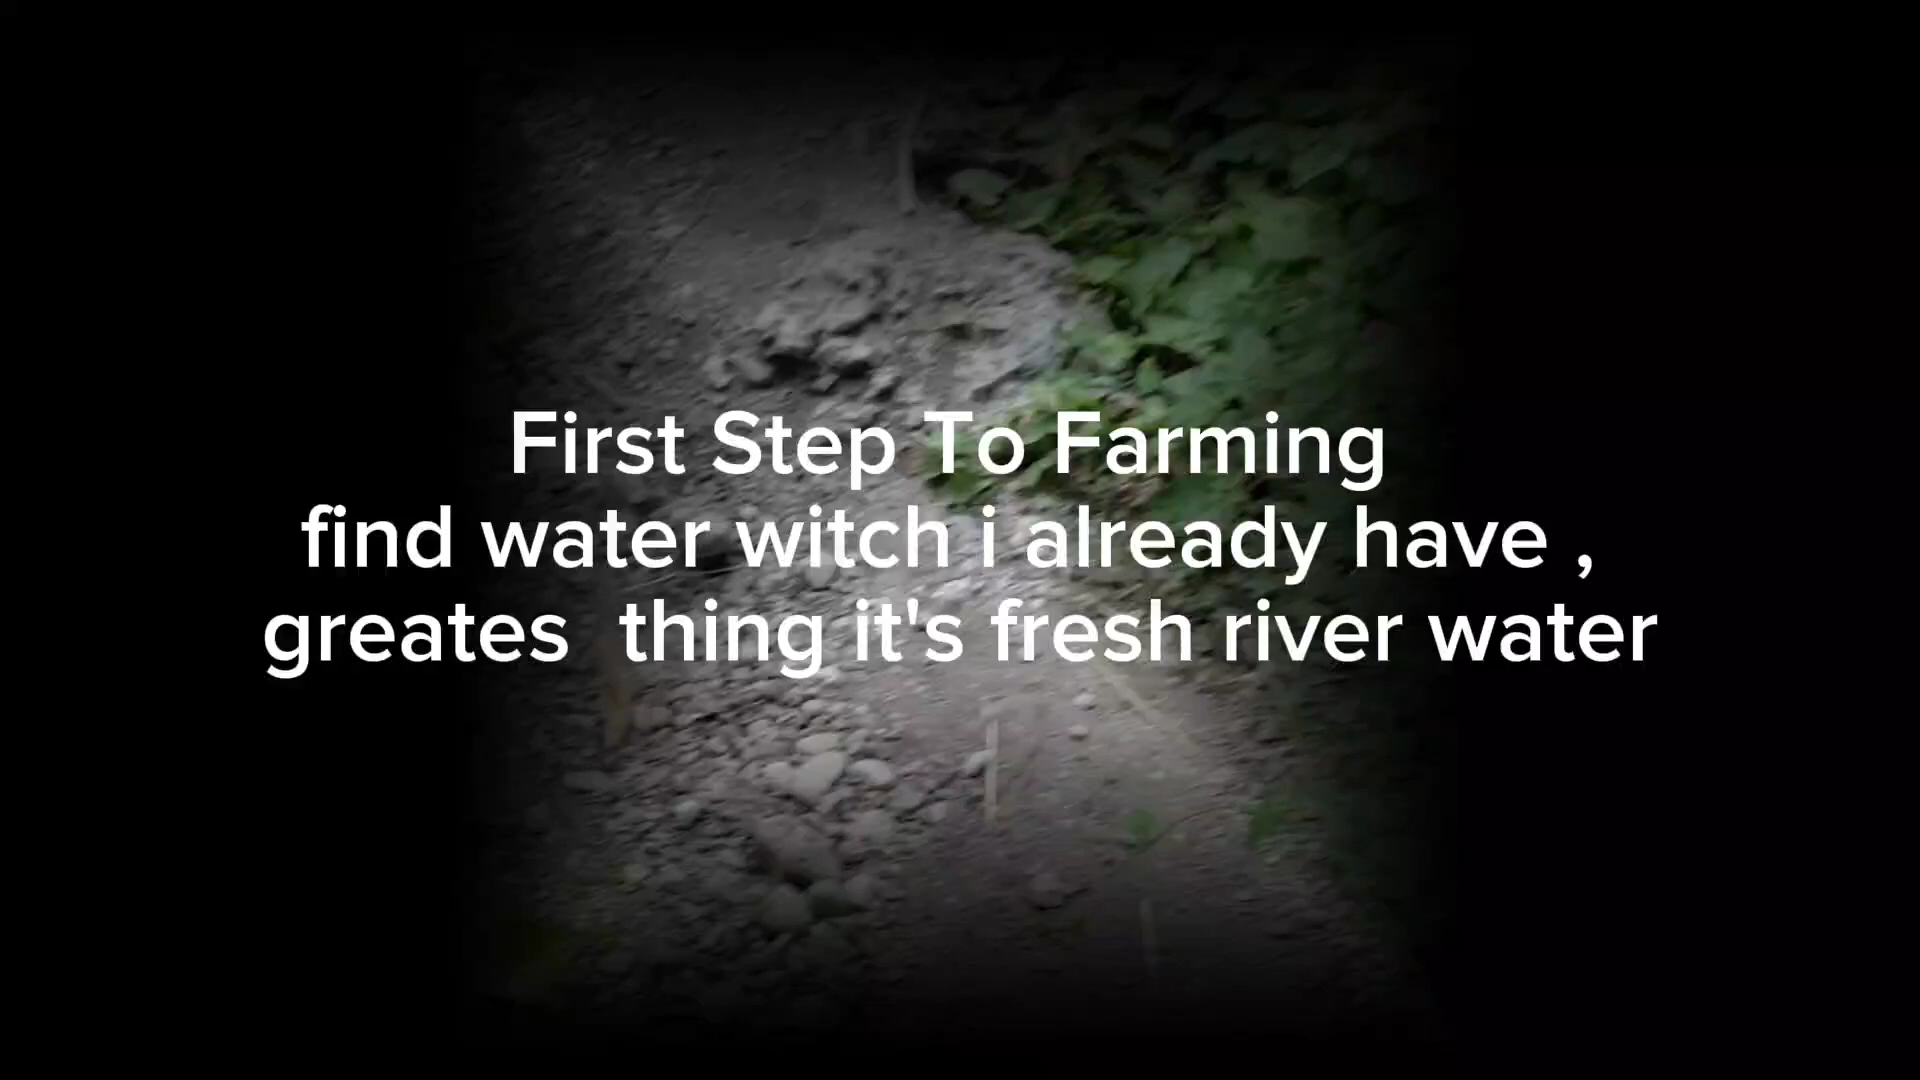 First Step To Farming
find water witch i already have ,
greates  thing it's fresh river water